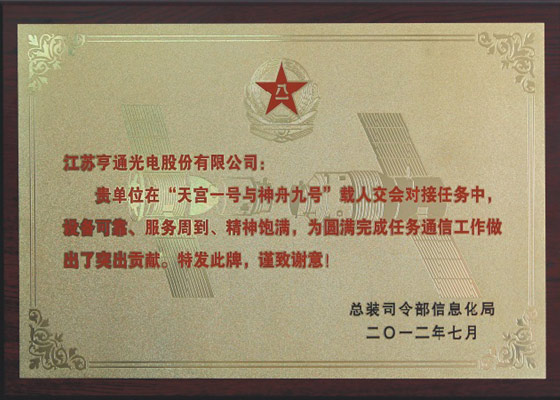 八一
江苏亨通光电股份有限公司：
贵单位在“天宫一号与神舟九号”载人交会对接任务中，
设备可靠、服务周到、精神饱满，为圆满完成任务通信工作做
出了突出贡献。特发此牌，谨致谢意！
总装司令部信息化局
二〇一二年七月